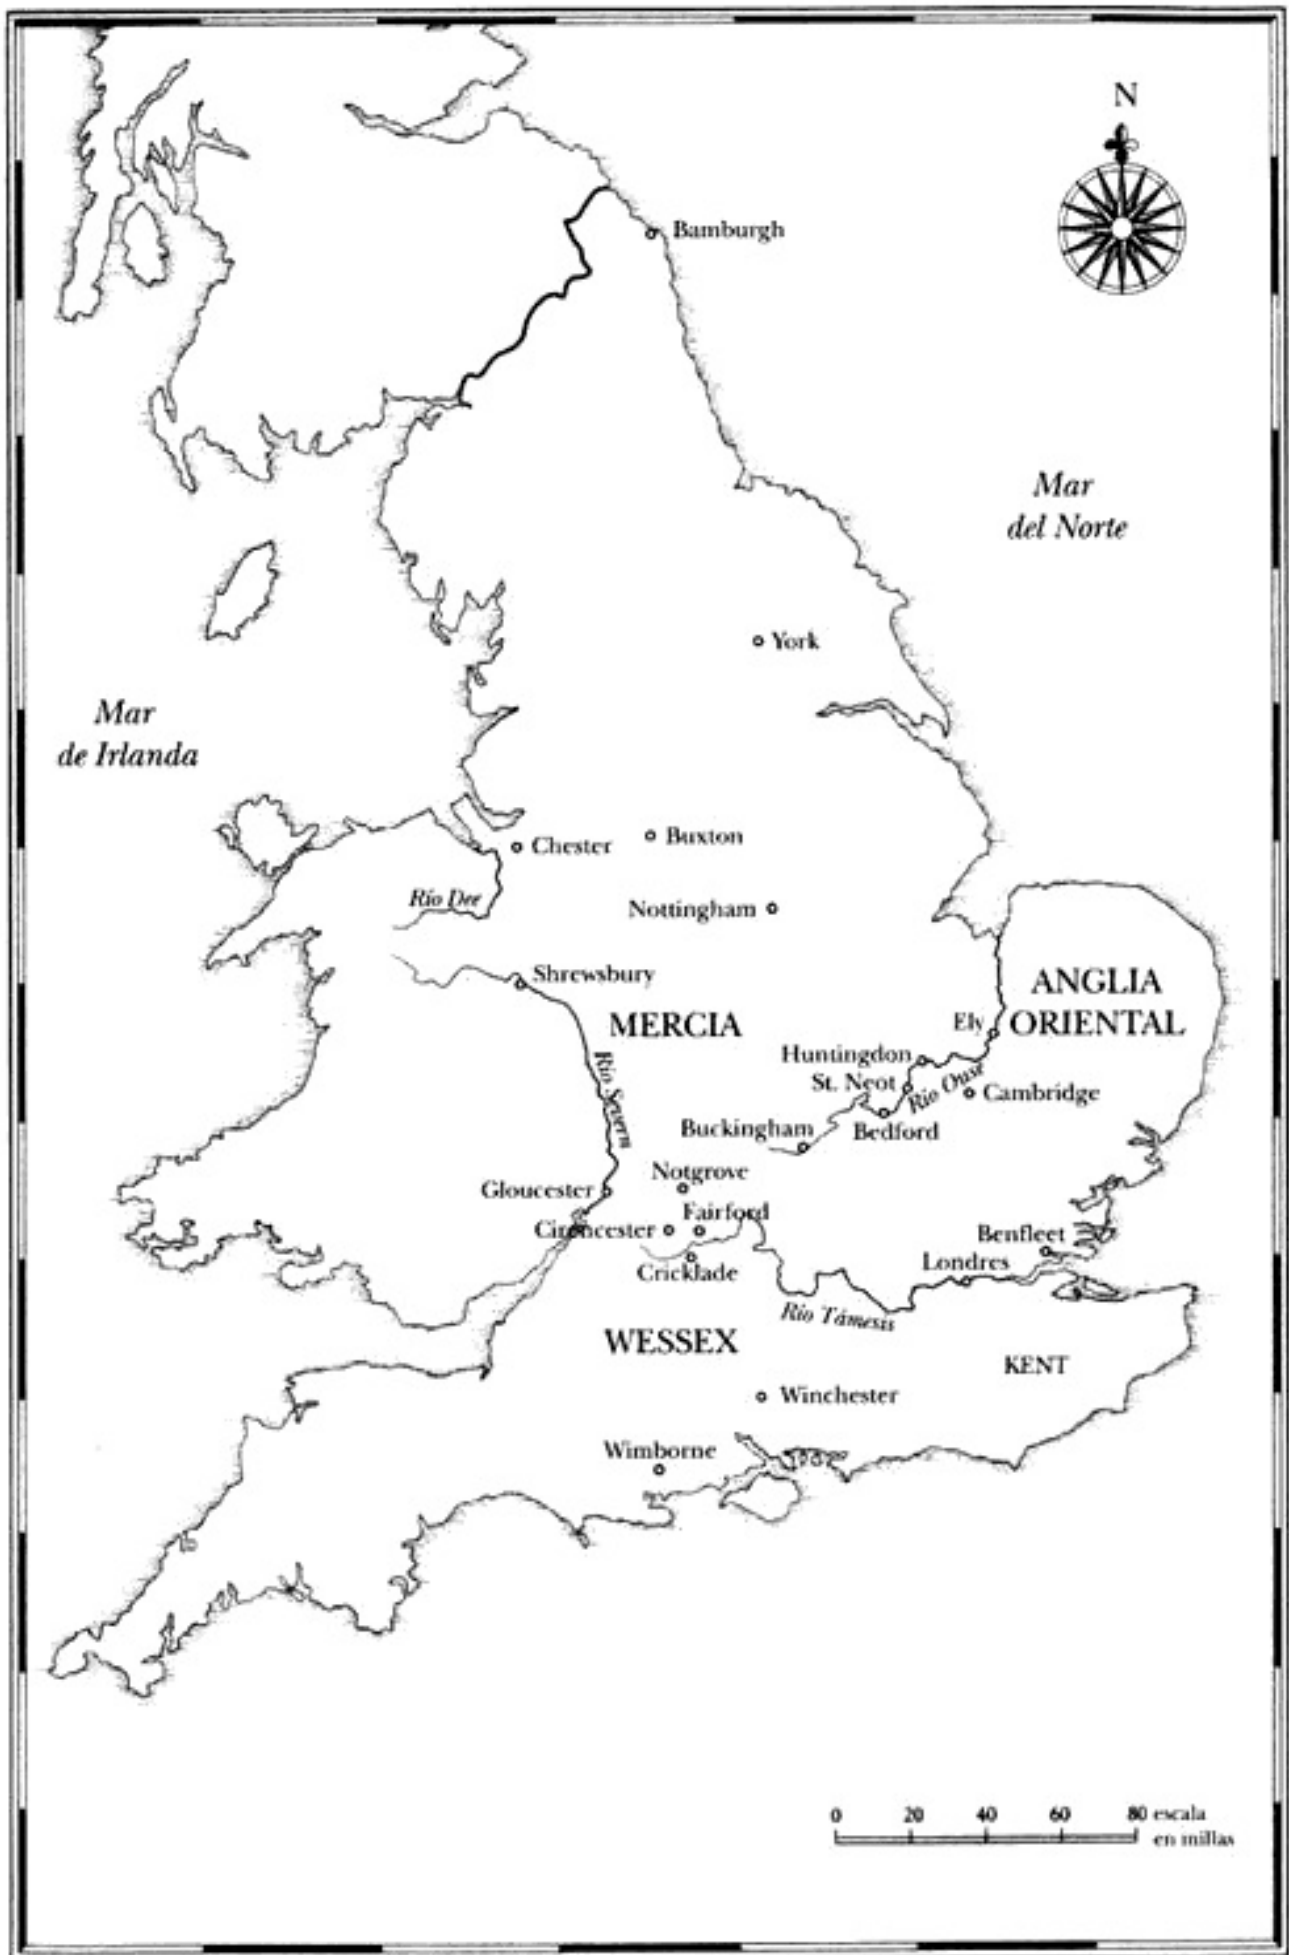 N
Bamburgh
Mar
del Norte
York
Mar
de Irlanda
Chester
Buxton
Río Dee
Nottingham
Shrewsbury
ANGLIA
ORIENTAL
MERCIA
Ely
Huntingdon
St. Neot
Río Ouse
Cambridge
Río Severn
Buckingham
Bedford
Notgrove
Gloucester
Fairford
Cirencester
Benfleet
Cricklade
Londres
Río Támesis
WESSEX
KENT
Winchester
Wimborne
0 20 40 60 80 escala
en millas